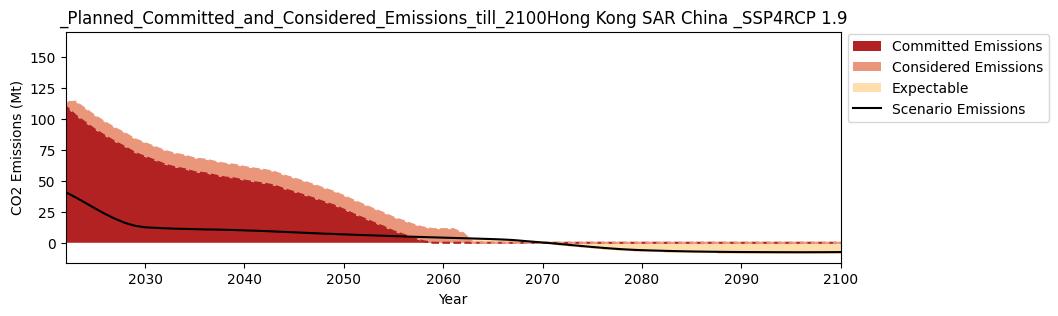 _Planned_Committed_and_Considered_Emissions_till_2100Hong Kong SAR China _SSP4RCP 1.9
Committed Emissions
Considered Emissions
Expectable
Scenario Emissions
150
125
100
75
50
25
0
CO2 Emissions (Mt)
2030 2040 2050 2060 2070 2080 2090 2100
Year